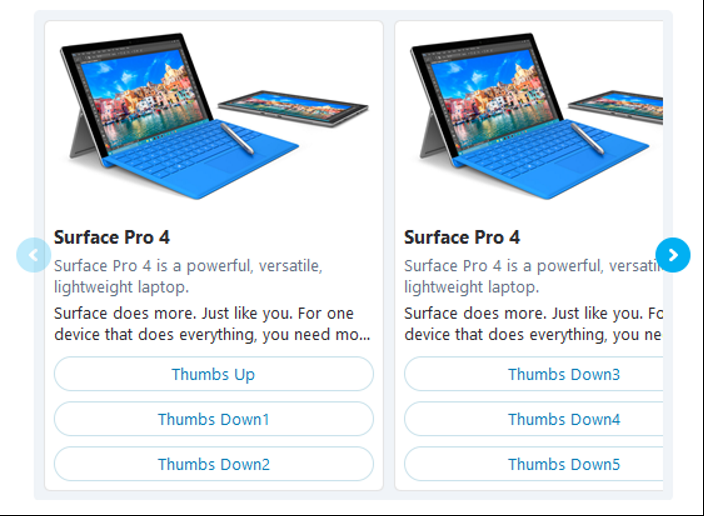 Surface Pro 4
Surface Pro 4 is a powerful, versatile,
lightweight laptop.
Surface does more. Just like you. For one
device that does everything, you need mo...
Thumbs Up
Thumbs Down1
Thumbs Down2
Surface Pro 4
Surface Pro 4 is a powerful,
lightweight laptop.
Surface does more. Just like you.
device that does everything, you
Thumbs Down3
Thumbs Down4
Thumbs Down5